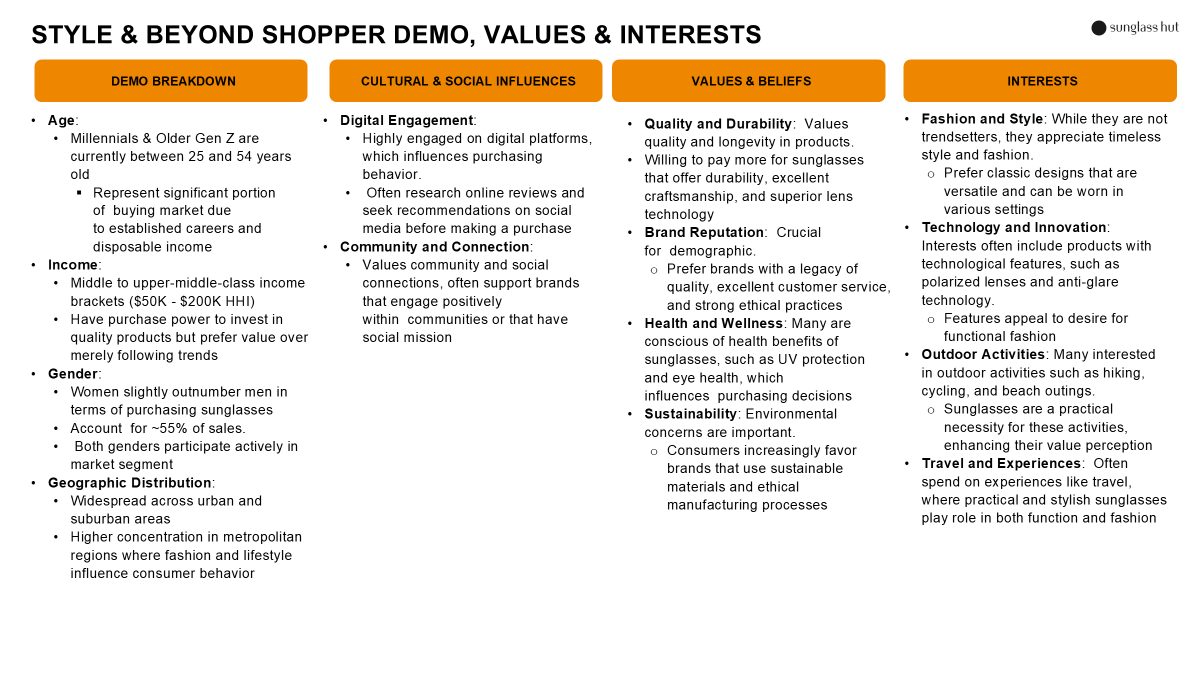 STYLE & BEYOND SHOPPER DEMO, VALUES & INTERESTS
sunglass hut
DEMO BREAKDOWN
• Age:
• Millennials & Older Gen Z are
currently between 25 and 54 years
old
▪ Represent significant portion
of  buying market due
to established careers and
disposable income
• Income:
• Middle to upper-middle-class income
brackets ($50K - $200K HHI)
• Have purchase power to invest in
quality products but prefer value over
merely following trends
• Gender:
• Women slightly outnumber men in
terms of purchasing sunglasses
• Account  for ~55% of sales.
•  Both genders participate actively in
market segment
• Geographic Distribution:
• Widespread across urban and
suburban areas
• Higher concentration in metropolitan
regions where fashion and lifestyle
influence consumer behavior
CULTURAL & SOCIAL INFLUENCES
• Digital Engagement:
• Highly engaged on digital platforms,
which influences purchasing
behavior.
•  Often research online reviews and
seek recommendations on social
media before making a purchase
• Community and Connection:
• Values community and social
connections, often support brands
that engage positively
within  communities or that have
social mission
VALUES & BELIEFS
• Quality and Durability:  Values
quality and longevity in products.
• Willing to pay more for sunglasses
that offer durability, excellent
craftsmanship, and superior lens
technology
• Brand Reputation:  Crucial
for  demographic.
o Prefer brands with a legacy of
quality, excellent customer service,
and strong ethical practices
• Health and Wellness: Many are
conscious of health benefits of
sunglasses, such as UV protection
and eye health, which
influences  purchasing decisions
• Sustainability: Environmental
concerns are important.
o Consumers increasingly favor
brands that use sustainable
materials and ethical
manufacturing processes
INTERESTS
• Fashion and Style: While they are not
trendsetters, they appreciate timeless
style and fashion.
o Prefer classic designs that are
versatile and can be worn in
various settings
• Technology and Innovation:
Interests often include products with
technological features, such as
polarized lenses and anti-glare
technology.
o Features appeal to desire for
functional fashion
• Outdoor Activities: Many interested
in outdoor activities such as hiking,
cycling, and beach outings.
o Sunglasses are a practical
necessity for these activities,
enhancing their value perception
• Travel and Experiences:  Often
spend on experiences like travel,
where practical and stylish sunglasses
play role in both function and fashion